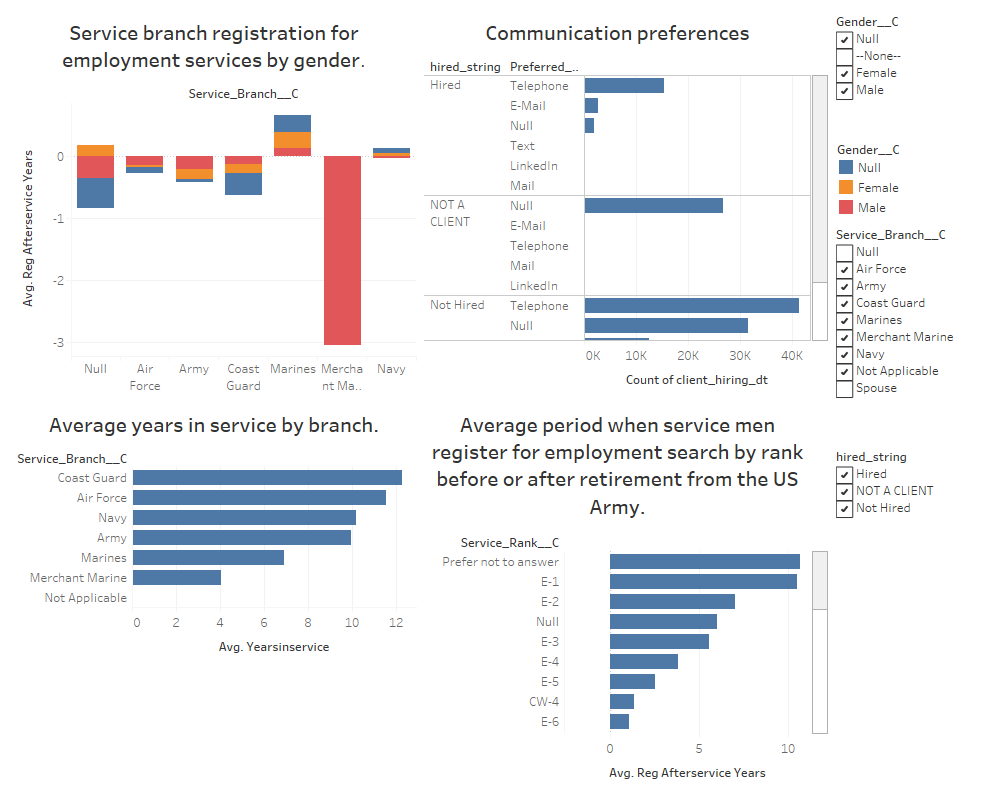 Service branch registration for
employment services by gender.
Service_Branch__C
Avg. Reg Afterservice Years
0
-1
-2
-3
Null
Air
Force
Army
Coast
Guard
Marines
Mercha
nt Ma..
Navy
Communication preferences
hired_string Preferred_..
Hired Telephone
E-Mail
Null
Text
LinkedIn
Mail
NOT A
CLIENT
Null
E-Mail
Telephone
Mail
LinkedIn
Not Hired Telephone
Null
0K 10K 20K 30K 40K
Count of client_hiring_dt
Gender__C
Null
--None--
Female
Male
Gender__C
Null
Female
Male
Service_Branch__C
Null
Air Force
Army
Coast Guard
Marines
Merchant Marine
Navy
Not Applicable
Spouse
hired_string
Hired
NOT A CLIENT
Not Hired
Average years in service by branch.
Service_Branch__C
Coast Guard
Air Force
Navy
Army
Marines
Merchant Marine
Not Applicable
0 2 4 6 8 10 12
Avg. Yearsinservice
Average period when service men
register for employment search by rank
before or after retirement from the US
Army.
Service_Rank__C
Prefer not to answer
E-1
E-2
Null
E-3
E-4
E-5
CW-4
E-6
0 5 10
Avg. Reg Afterservice Years